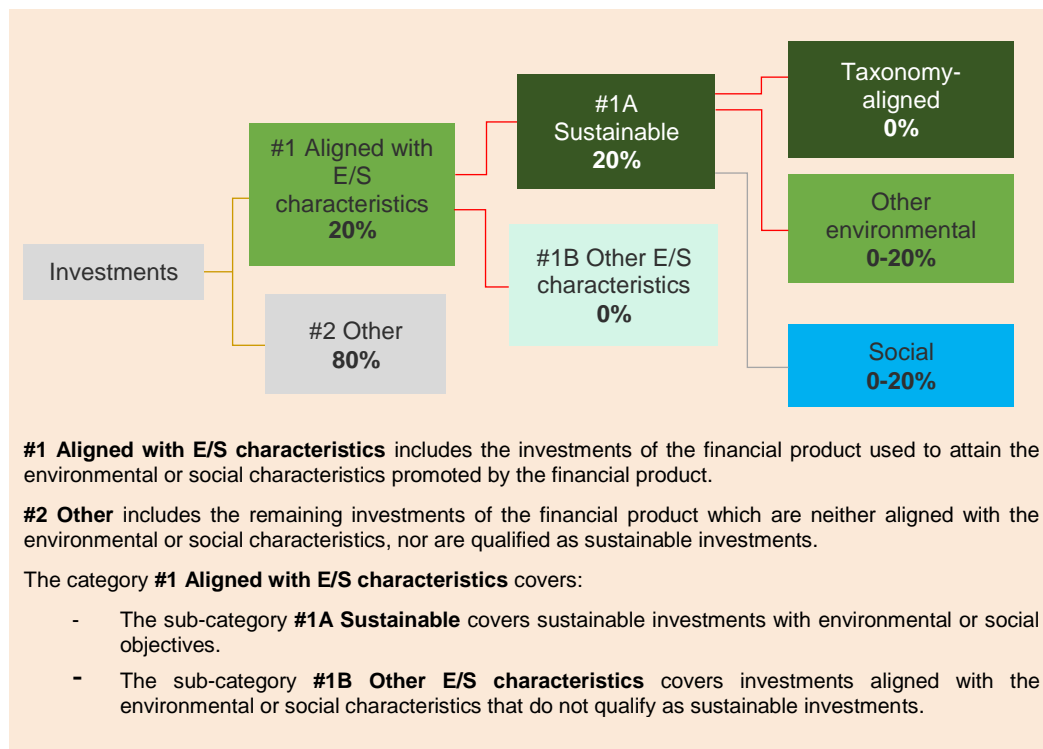 Investments
#1 Aligned with
E/S
characteristics
20%
#2 Other
80%
#1A
Sustainable
20%
#1B Other E/S
characteristics
0%
Taxonomy-
aligned
0%
Other
environmental
0-20%
Social
0-20%
#1 Aligned with E/S characteristics includes the investments of the financial product used to attain the
environmental or social characteristics promoted by the financial product.
#2 Other includes the remaining investments of the financial product which are neither aligned with the
environmental or social characteristics, nor are qualified as sustainable investments.
The category #1 Aligned with E/S characteristics covers:
- The sub-category #1A Sustainable covers sustainable investments with environmental or social
objectives.
- The sub-category #1B Other E/S characteristics covers investments aligned with the
environmental or social characteristics that do not qualify as sustainable investments.